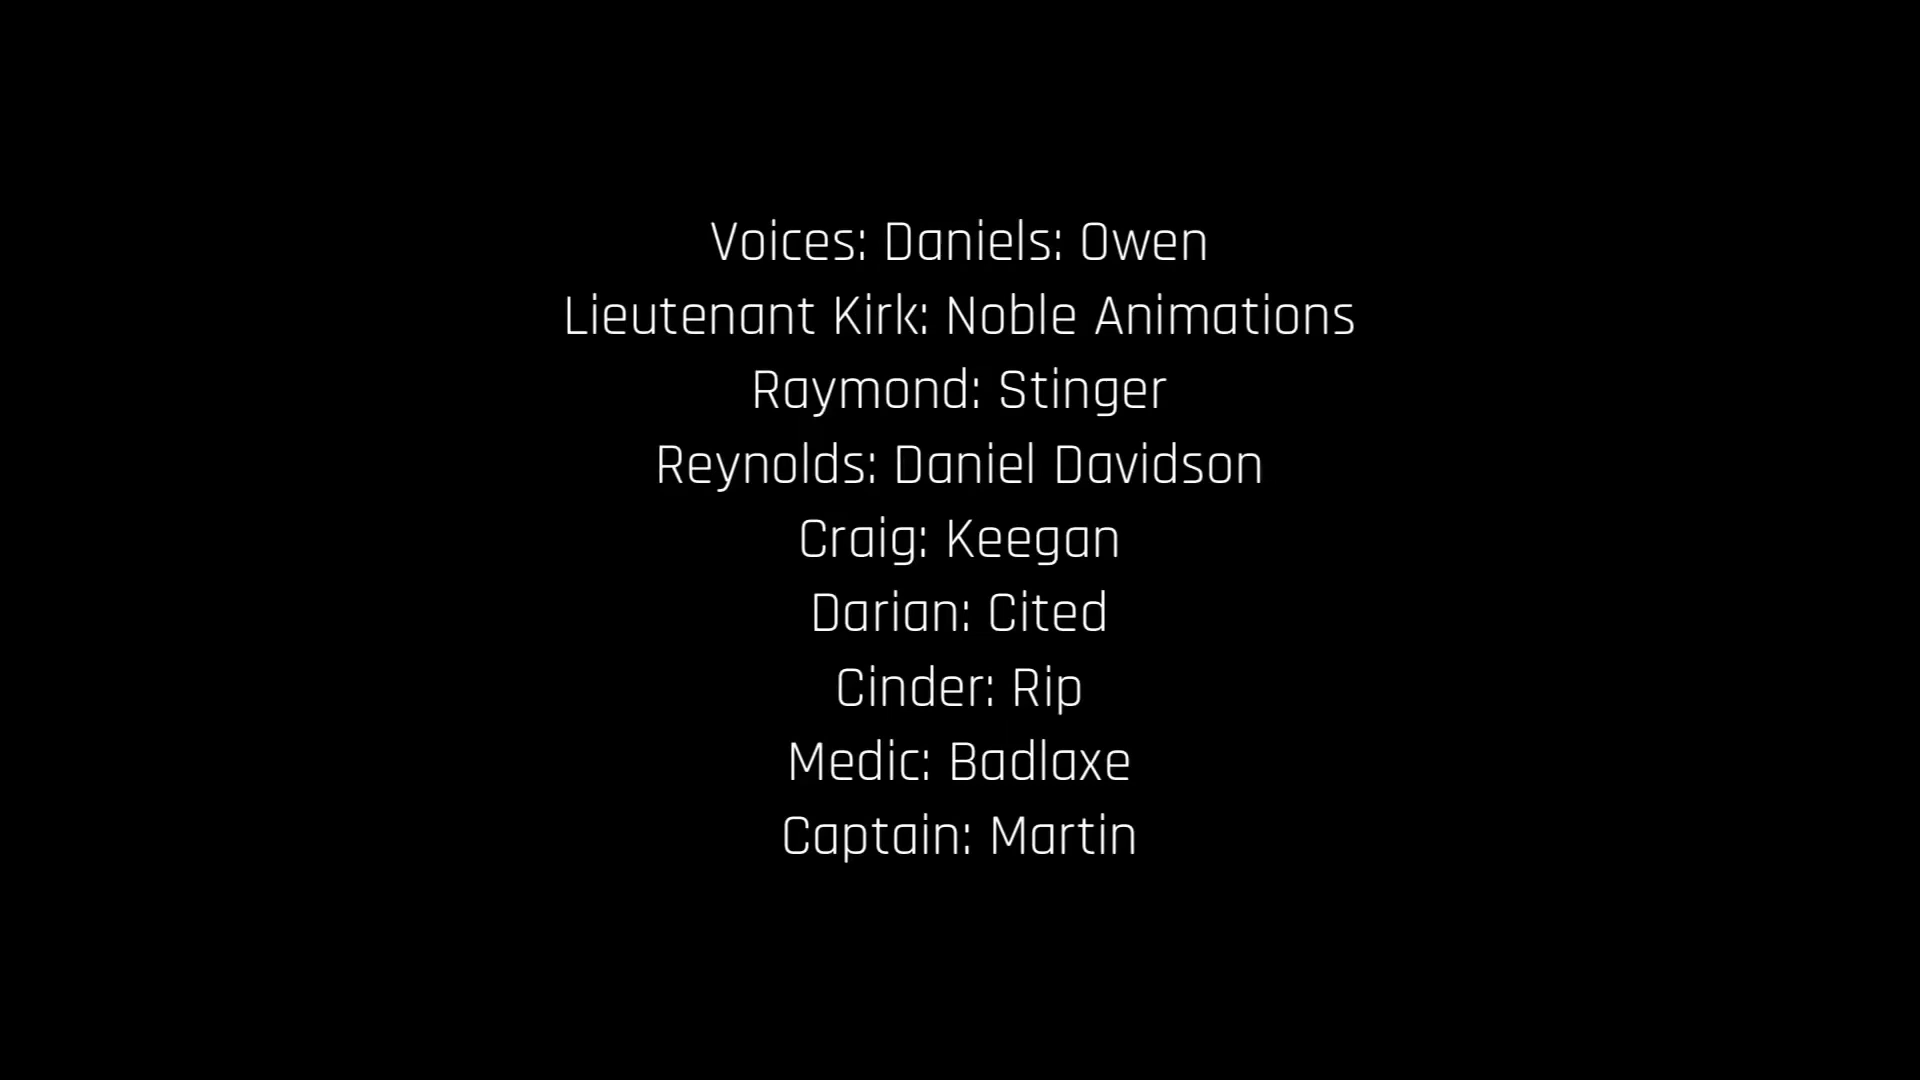 Voices: Daniels: Owen
Lieutenant Kirk: Noble Animations
Raymond: Stinger
Reynolds: Daniel Davidson
Craig: Keegan
Darian: Cited
Cinder: Rip
Medic: Badlaxe
Captain: Martin